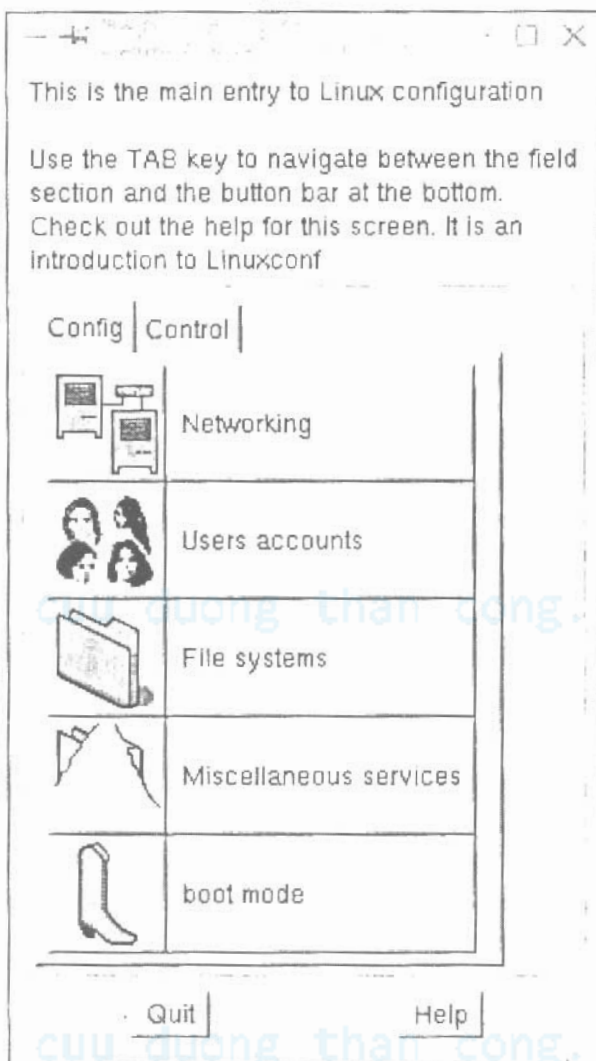 This is the main entry to Linux configuration
Use the TAB key to navigate between the field
section and the button bar at the bottom.
Check out the help for this screen. It is an
introduction to Linuxconf
Config Control
Networking
Users accounts
cuu duong than cong.
File systems
Miscellaneous services
boot mode
Quit Help
cuu duong than cong.